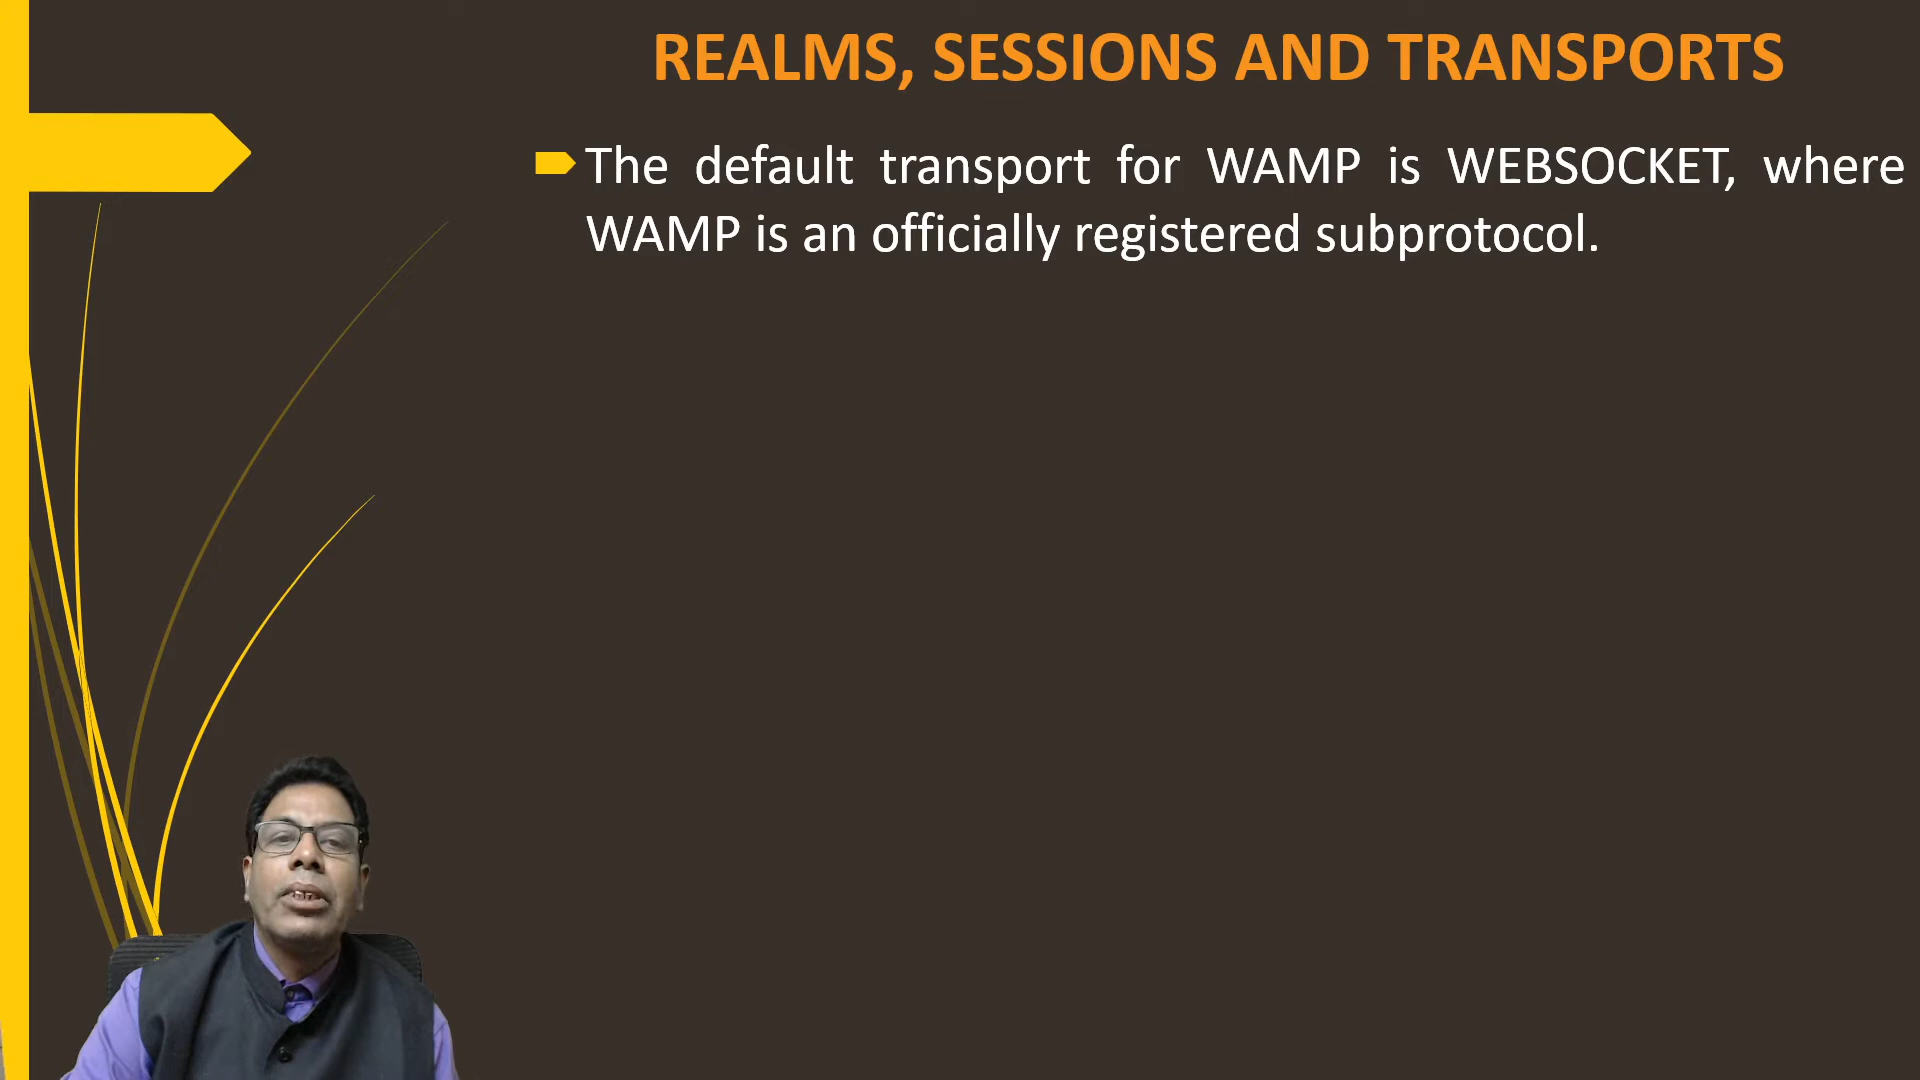 REALMS, SESSIONS AND TRANSPORTS
The default transport for WAMP is WEBSOCKET, where
WAMP is an officially registered subprotocol.